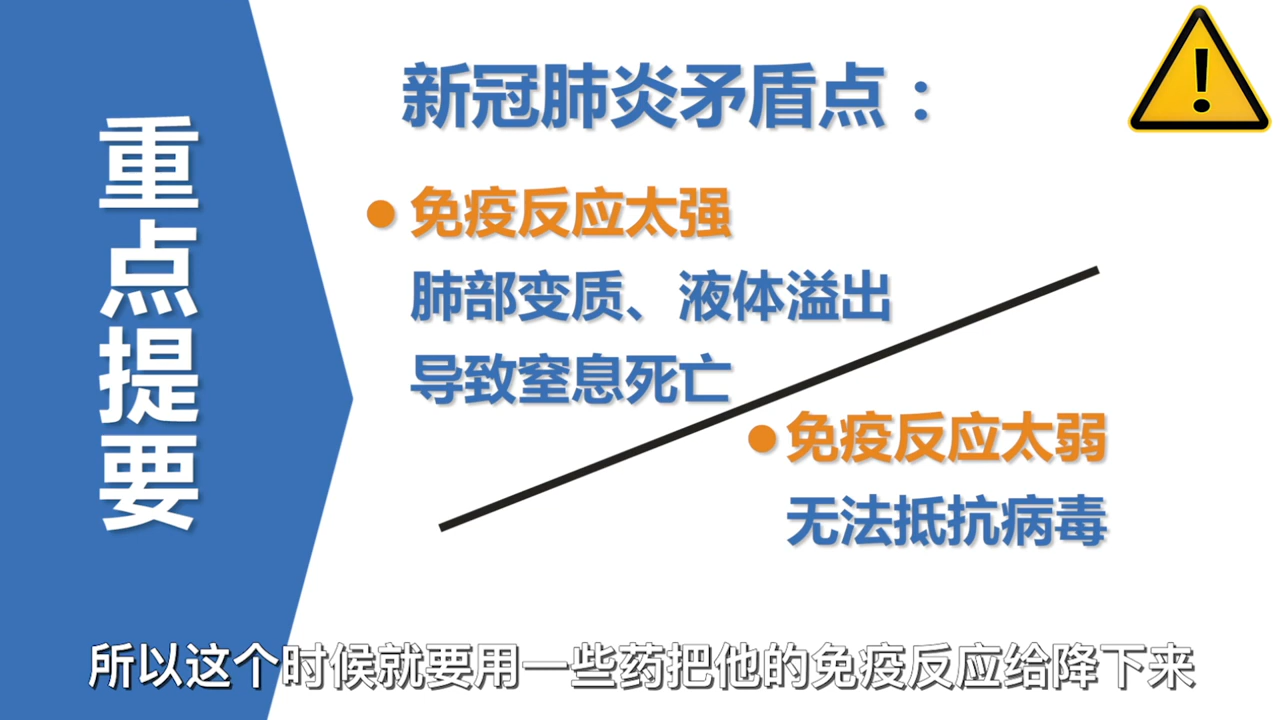 重点提要
新冠肺炎矛盾点：
●免疫反应太强
肺部变质、液体溢出
导致窒息死亡
●免疫反应太弱
无法抵抗病毒
所以这个时候就要用一些药把他的免疫反应给降下来